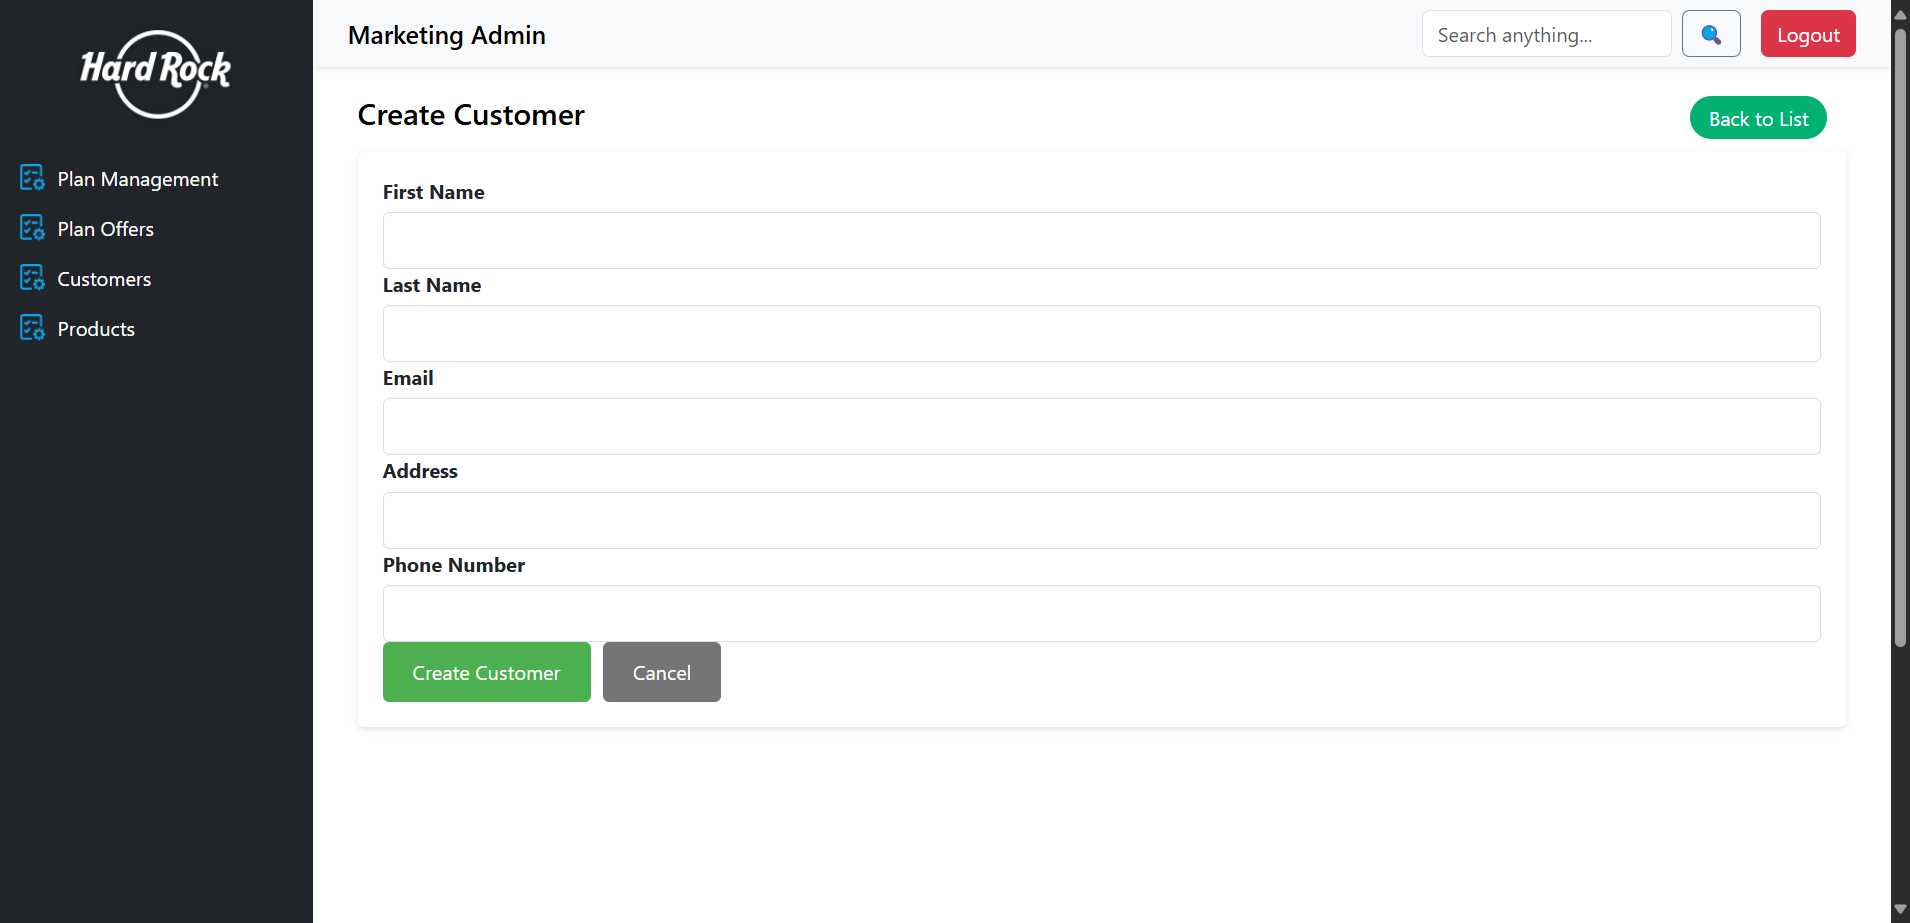 Hard Rock
Plan Management
Plan Offers
Customers
Products
Marketing Admin
Search anything...
Logout
Create Customer
Back to List
First Name
Last Name
Email
Address
Phone Number
Create Customer
Cancel